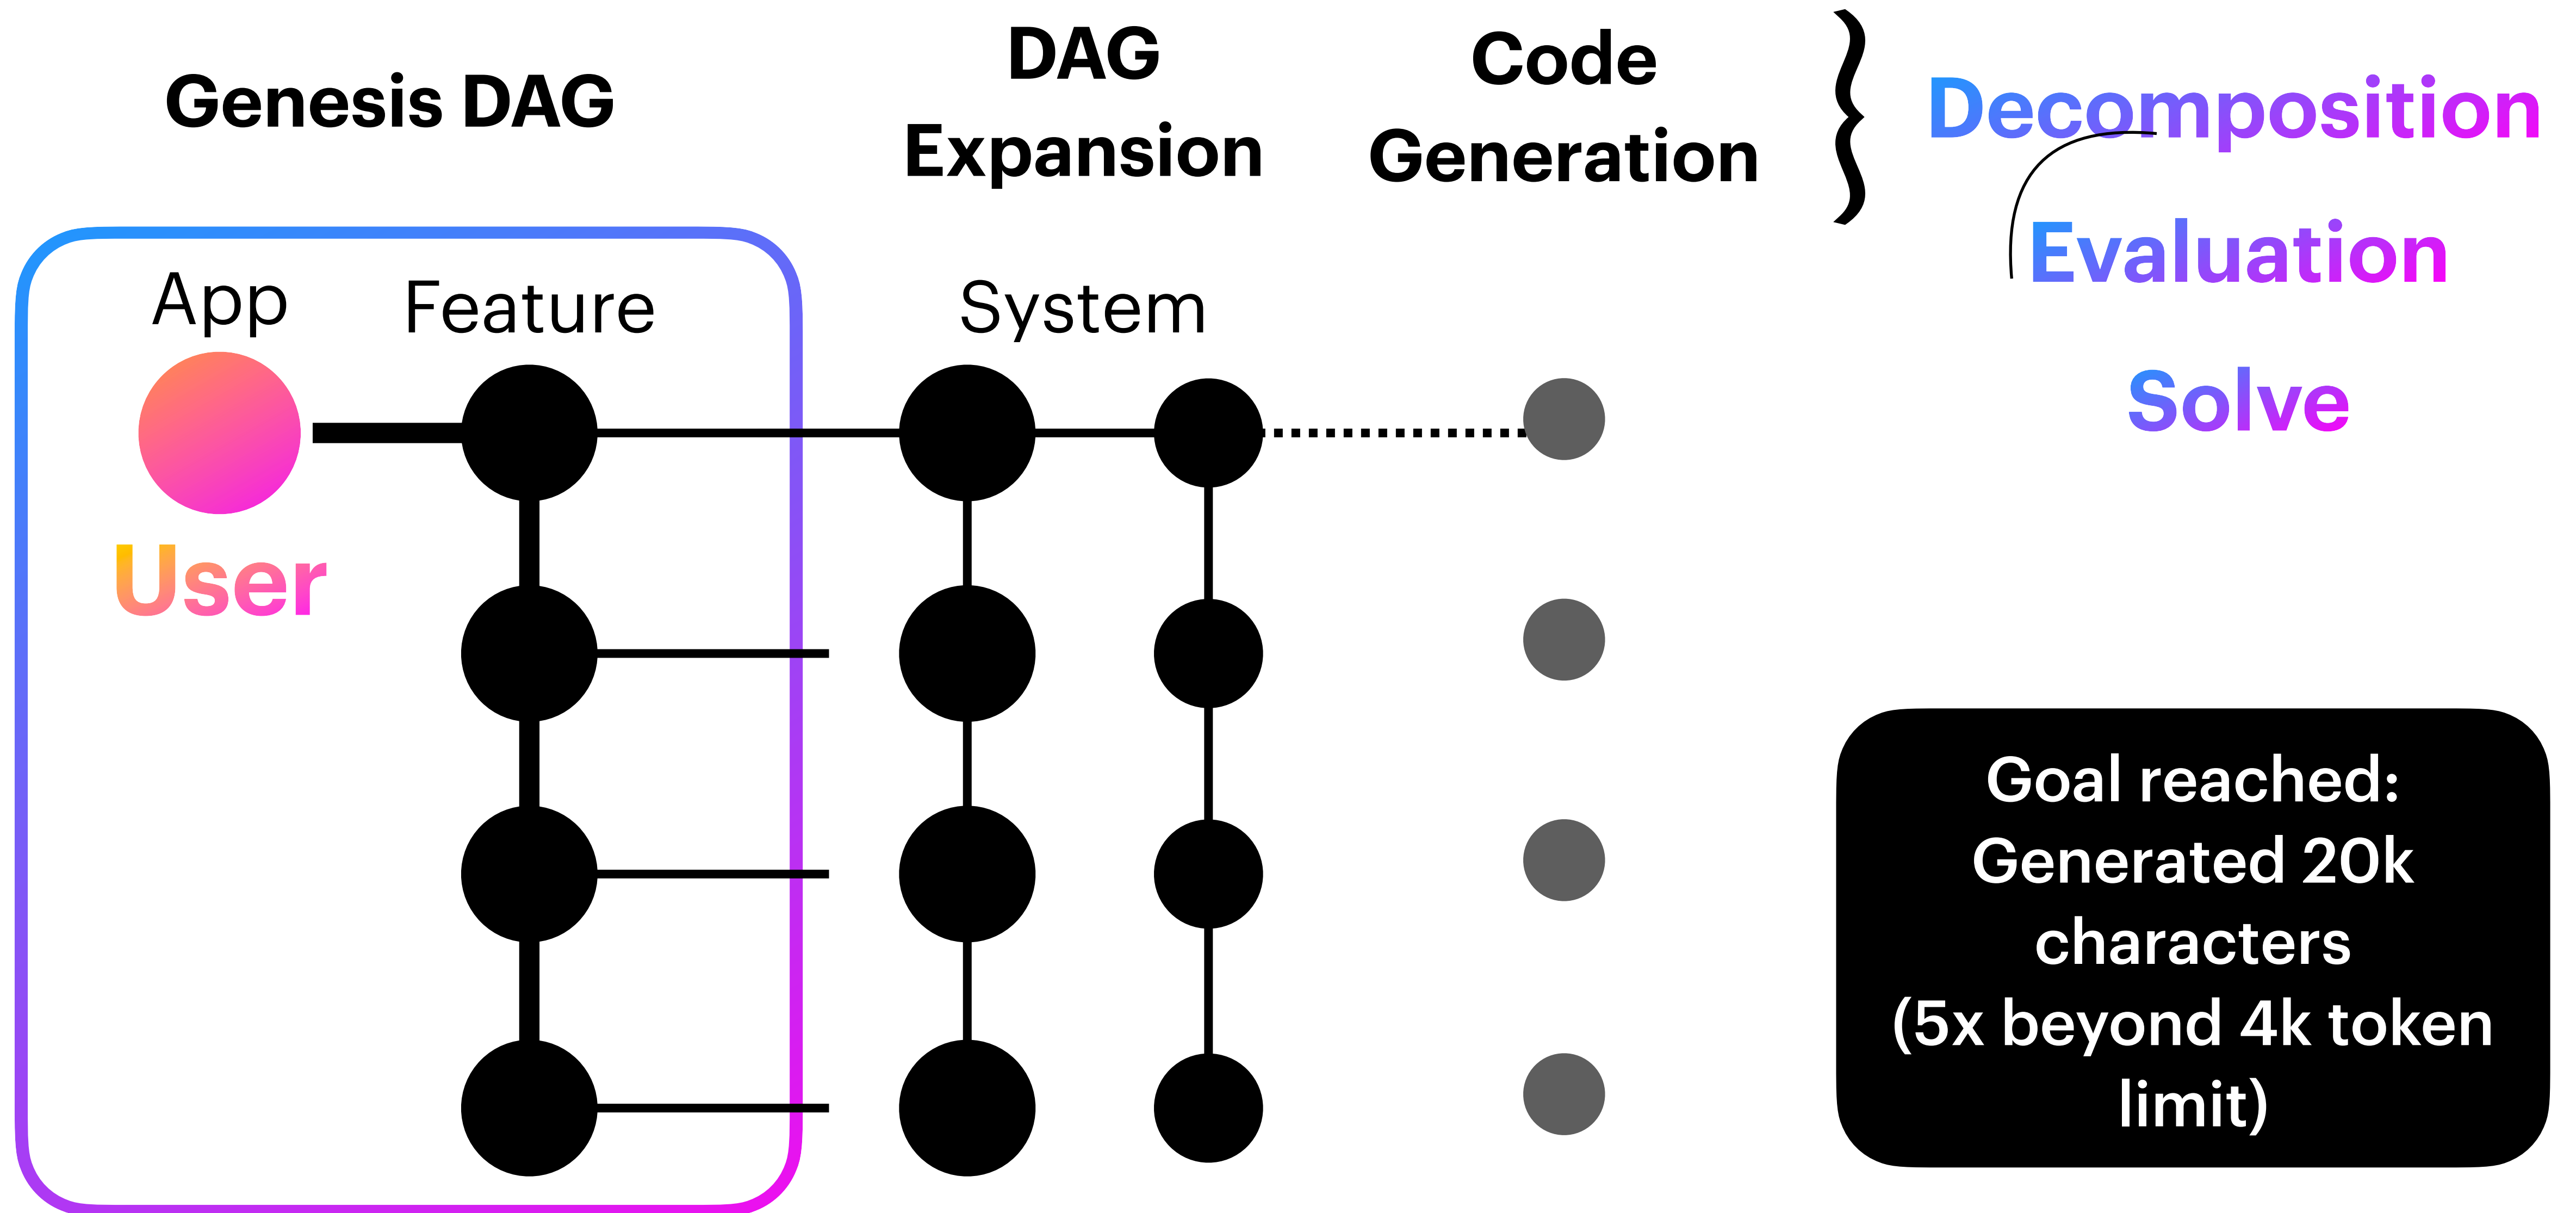 Genesis DAG
DAG
Expansion
Code
Generation
Decomposition
Evaluation
Solve
App
Feature
System
User
Goal reached:
Generated 20k
characters
(5x beyond 4k token
limit)